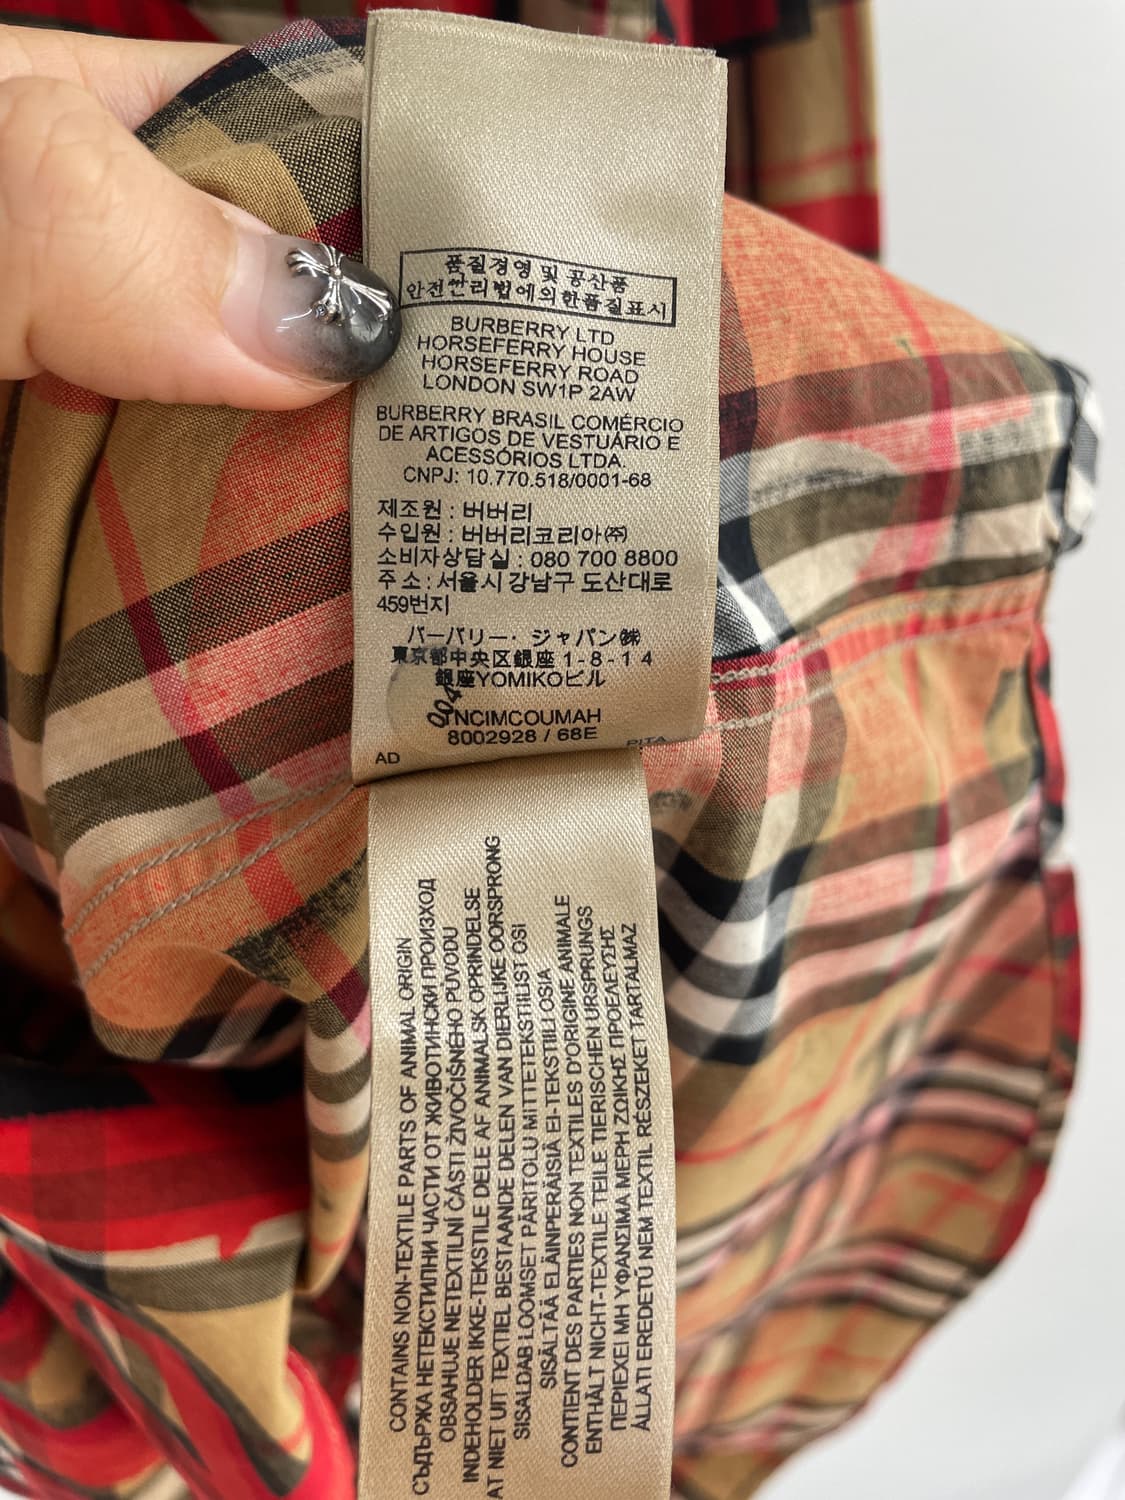 품질경영 및 공산품
안전관리법에의한품질표시
BURBERRY LTD
HORSEFERRY HOUSE
HORSEFERRY ROAD
LONDON SW1P 2AW
BURBERRY BRASIL COMÉRCIO
DE ARTIGOS DE VESTUÁRIO E
ACESSÓRIOS LTDA.
CNPJ: 10.770.518/0001-68
제조원 : 버버리
수입원 : 버버리코리아㈜
소비자상담실 : 080 700 8800
주소 : 서울시 강남구 도산대로
459번지
バーバリー・ジャパン㈱
東京都中央区銀座 1-8-14
銀座YOMIKOビル
004
TNCIMCOUMAH
8002928 / 68E
AD
PITA
CONTAINS NON-TEXTILE PARTS OF ANIMAL ORIGIN
СЪДЪРЖА НЕТЕКСТИЛНИ ЧАСТИ ОТ ЖИВОТИНСКИ ПРОИЗХОД
OBSAHUJE NETEXTILNÍ ČÁSTI ŽIVOČIŠNÉHO PUVODU
INDEHOLDER IKKE-TEKSTILE DELE AF ANIMALSK OPRINDELSE
AT NIET UIT TEXTIEL BESTAANDE DELEN VAN DIERLIJKE OORSPRONG
SISALDAB LOOMSET PÄRITOLU MITTETEKSTIILIST OSI
SISÄLTÄÄ ELÄINPERÄISIÄ EI-TEKSTIILI OSIA
CONTIENT DES PARTIES NON TEXTILES D'ORIGINE ANIMALE
ENTHÄLT NICHT-TEXTILE TEILE TIERISCHEN URSPRUNGS
ΠΕΡΙΕΧΕΙ ΜΗ ΥΦΑΝΣΙΜΑ ΜΕΡΗ ΖΩΙΚΗΣ ΠΡΟΕΛΕΥΣΗΣ
ÁLLATI EREDETŰ NEM TEXTIL RÉSZEKET TARTALMAZ